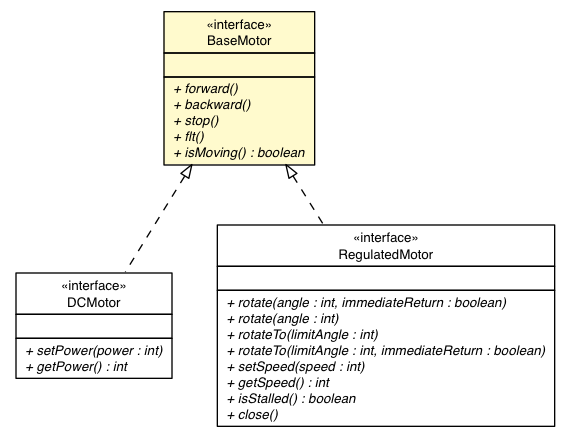 «interface»
BaseMotor
+ forward()
+ backward()
+ stop()
+ flt()
+ isMoving() : boolean
«interface»
DCMotor
+ setPower(power : int)
+ getPower() : int
«interface»
RegulatedMotor
+ rotate(angle : int, immediateReturn : boolean)
+ rotate(angle : int)
+ rotateTo(limitAngle : int)
+ rotateTo(limitAngle : int, immediateReturn : boolean)
+ setSpeed(speed : int)
+ getSpeed() : int
+ isStalled() : boolean
+ close()